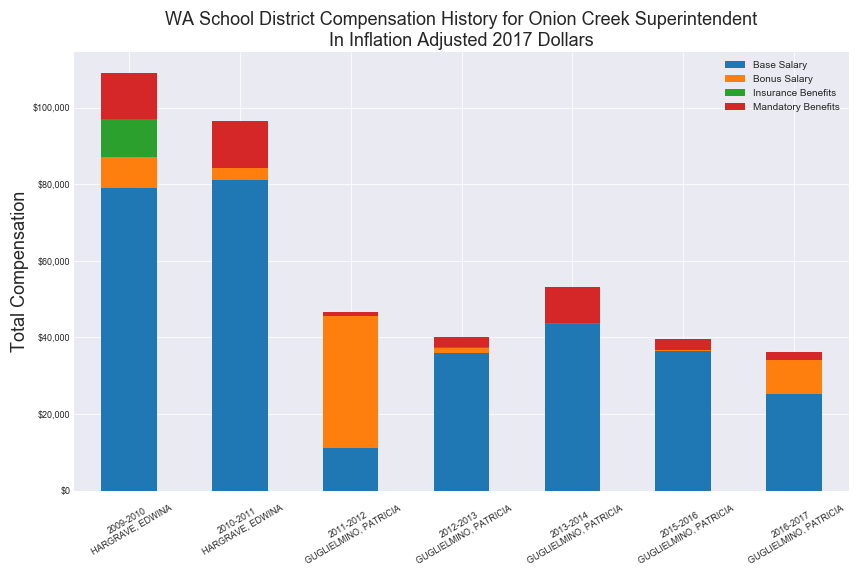 WA School District Compensation History for Onion Creek Superintendent
In Inflation Adjusted 2017 Dollars
Base Salary
Bonus Salary
Insurance Benefits
Mandatory Benefits
Total Compensation
$100,000
$80,000
$60,000
$40,000
$20,000
$0
2009-2010
HARGRAVE, EDWINA
2010-2011
HARGRAVE, EDWINA
2011-2012
GUGLIELMINO, PATRICIA
2012-2013
GUGLIELMINO, PATRICIA
2013-2014
GUGLIELMINO, PATRICIA
2015-2016
GUGLIELMINO, PATRICIA
2016-2017
GUGLIELMINO, PATRICIA